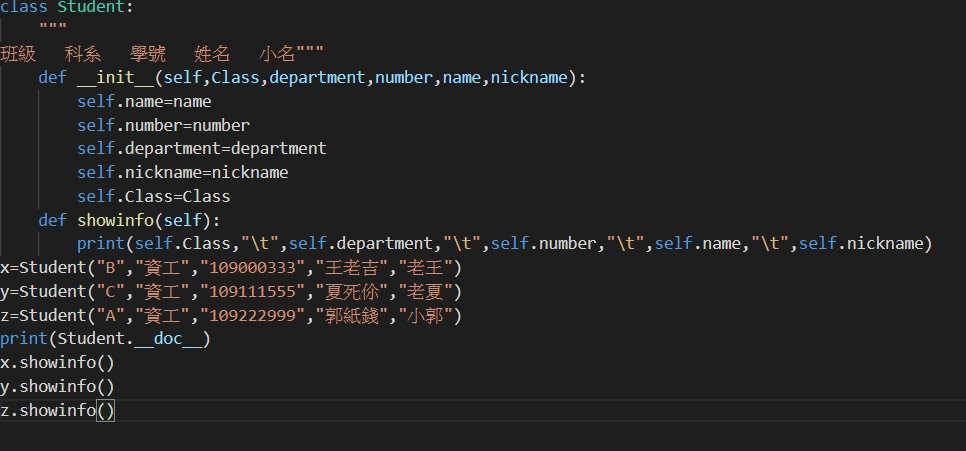 class Student:
    """
班級   科系   學號   姓名   小名"""
    def __init__(self,Class,department,number,name,nickname):
        self.name=name
        self.number=number
        self.department=department
        self.nickname=nickname
        self.Class=Class
    def showinfo(self):
        print(self.Class,"\t",self.department,"\t",self.number,"\t",self.name,"\t",self.nickname)
x=Student("B","資工","109000333","王老吉","老王")
y=Student("C","資工","109111555","夏死你","老夏")
z=Student("A","資工","109222999","郭紙錢","小郭")
print(Student.__doc__)
x.showinfo()
y.showinfo()
z.showinfo()